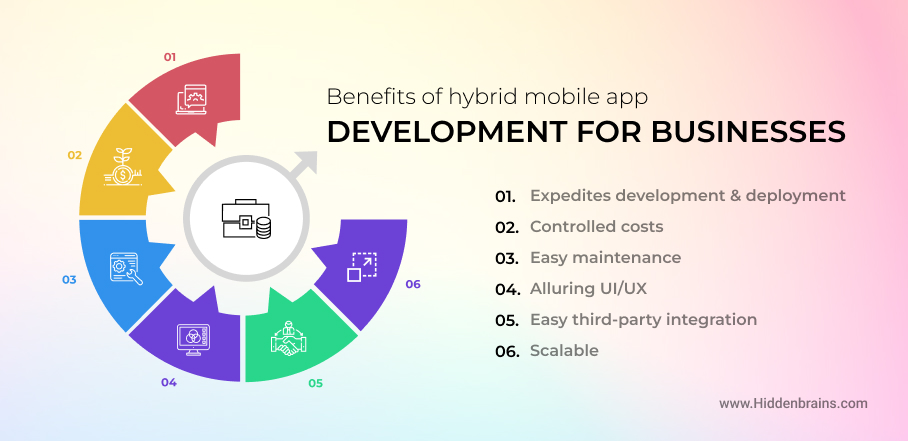 Benefits of hybrid mobile app
DEVELOPMENT FOR BUSINESSES
01
02
03
04
05
06
01. Expedites development & deployment
02. Controlled costs
03. Easy maintenance
04. Alluring UI/UX
05. Easy third-party integration
06. Scalable
www.Hiddenbrains.com